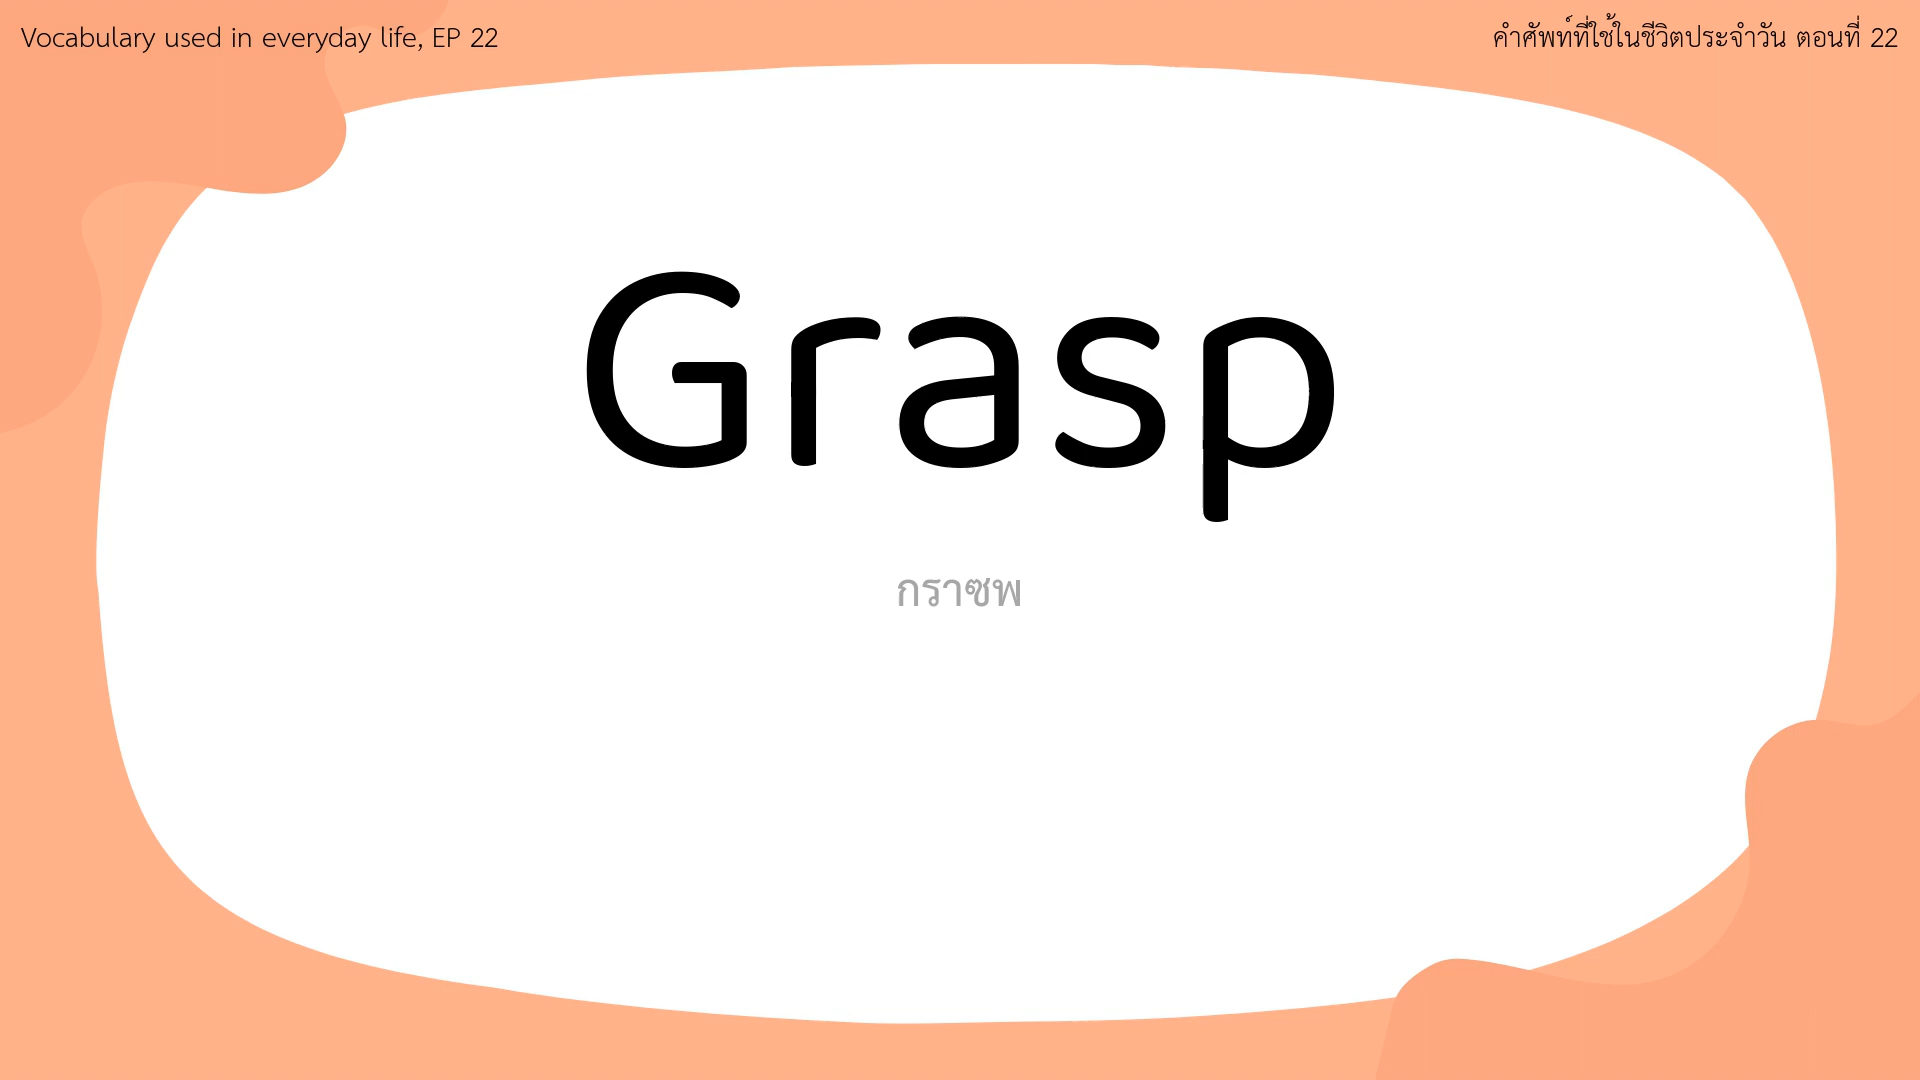 Vocabulary used in everyday life, EP 22
คำศัพท์ที่ใช้ในชีวิตประจำวัน ตอนที่ 22
Grasp
กราซพ